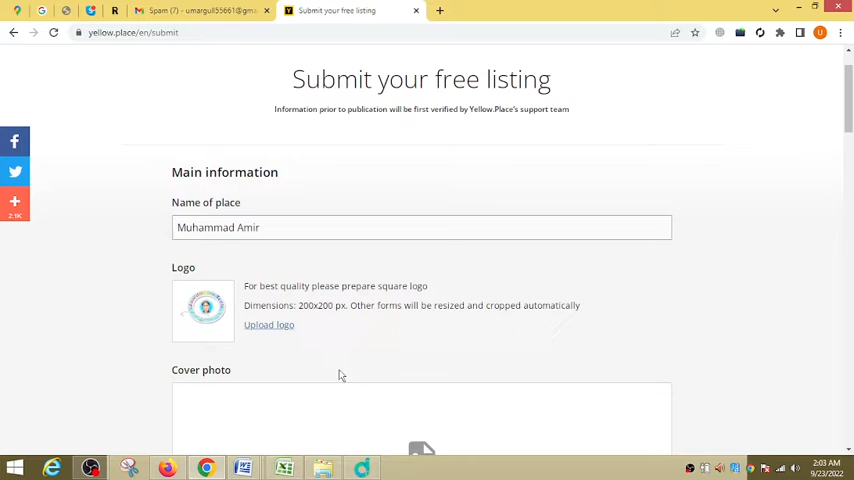 Spam (7) - umargull55661@gma
Submit your free listing
yellow.place/en/submit
U
Submit your free listing
Information prior to publication will be first verified by Yellow.Place's support team
Main information
Name of place
Muhammad Amir
Logo
For best quality please prepare square logo
Dimensions: 200x200 px. Other forms will be resized and cropped automatically
Upload logo
Cover photo
2.1K
2:03 AM
9/23/2022